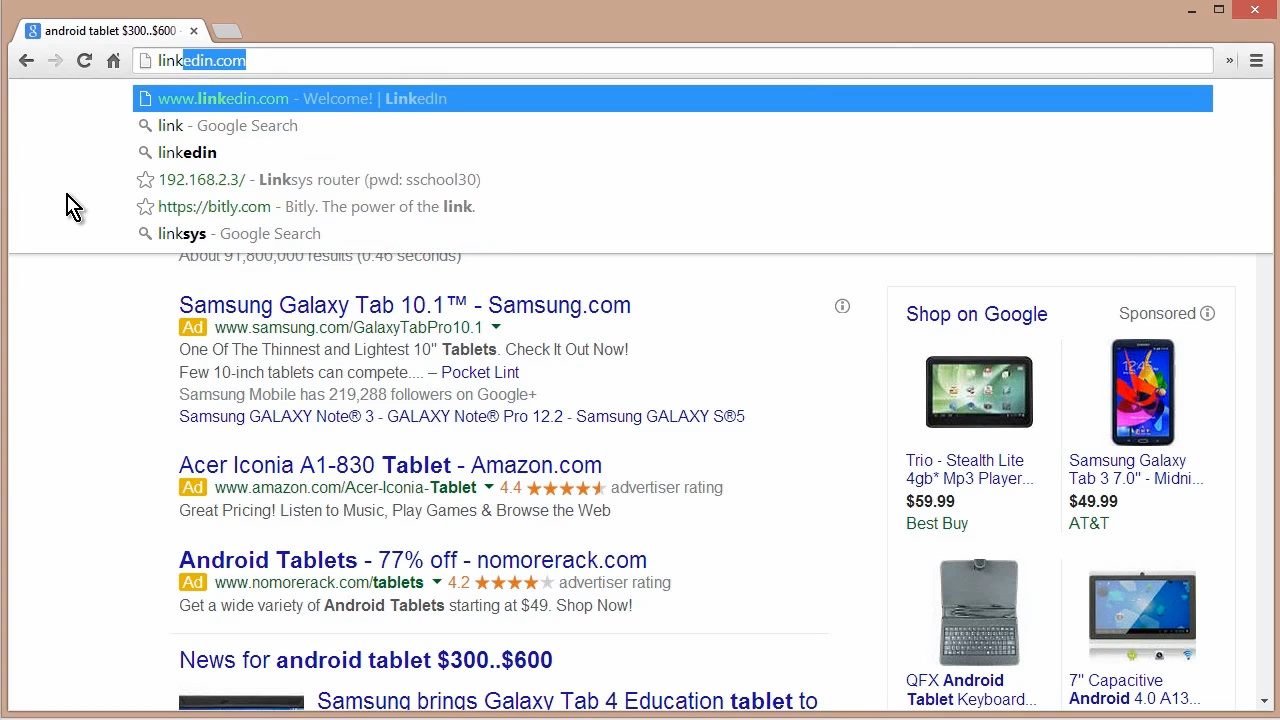 android tablet $300..$600 -
linkedin.com
www.linkedin.com - Welcome! | LinkedIn
link - Google Search
linkedin
192.168.2.3/ - Linksys router (pwd: sschool30)
https://bitly.com - Bitly. The power of the link.
linksys - Google Search
About 91,800,000 results (0.46 seconds)
Samsung Galaxy Tab 10.1™ - Samsung.com
Ad www.samsung.com/GalaxyTabPro10.1
One Of The Thinnest and Lightest 10" Tablets. Check It Out Now!
Few 10-inch tablets can compete.... – Pocket Lint
Samsung Mobile has 219,288 followers on Google+
Samsung GALAXY Note® 3 - GALAXY Note® Pro 12.2 - Samsung GALAXY S®5
Acer Iconia A1-830 Tablet - Amazon.com
Ad www.amazon.com/Acer-Iconia-Tablet 4.4 ★★★★★ advertiser rating
Great Pricing! Listen to Music, Play Games & Browse the Web
Android Tablets - 77% off - nomorerack.com
Ad www.nomorerack.com/tablets 4.2 ★★★★★ advertiser rating
Get a wide variety of Android Tablets starting at $49. Shop Now!
News for android tablet $300..$600
Samsung brings Galaxy Tab 4 Education tablet to
Shop on Google Sponsored
Trio - Stealth Lite
4gb* Mp3 Player...
$59.99
Best Buy
Samsung Galaxy
Tab 3 7.0" - Midni...
$49.99
AT&T
QFX Android
Tablet Keyboard...
7" Capacitive
Android 4.0 A13...